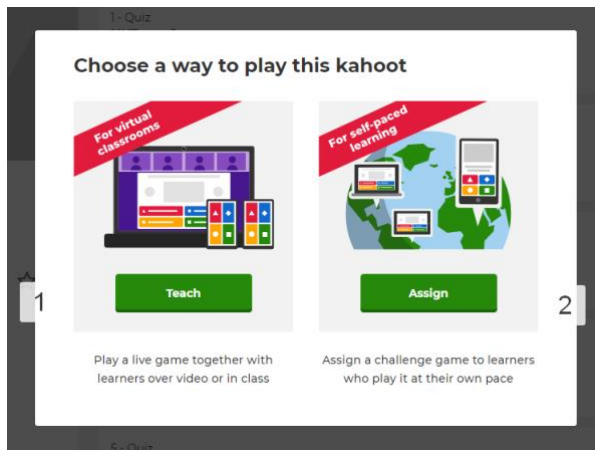 1 - Quiz
Choose a way to play this kahoot
For virtual
classrooms
For self-paced
learning
Teach
Assign
1
2
Play a live game together with
learners over video or in class
Assign a challenge game to learners
who play it at their own pace
5 - Quiz